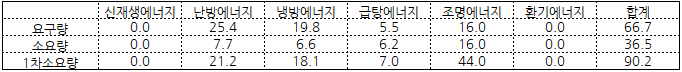 신재생에너지 난방에너지 냉방에너지 급탕에너지 조명에너지 환기에너지 합계
요구량 0.0 25.4 19.8 5.5 16.0 0.0 66.7
소요량 0.0 7.7 6.6 6.2 16.0 0.0 36.5
1차소요량 0.0 21.2 18.1 7.0 44.0 0.0 90.2